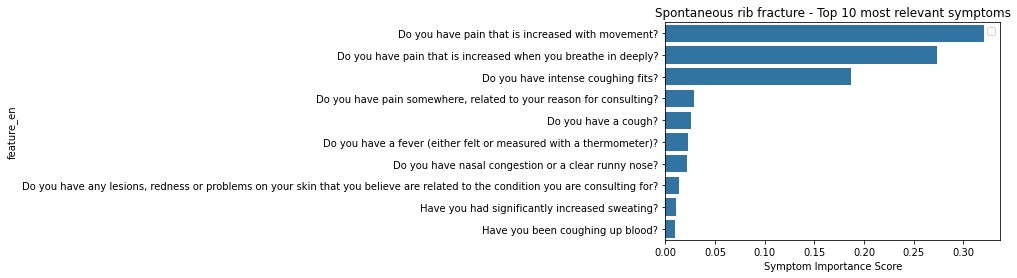 Spontaneous rib fracture - Top 10 most relevant symptoms
Do you have pain that is increased with movement?
Do you have pain that is increased when you breathe in deeply?
Do you have intense coughing fits?
Do you have pain somewhere, related to your reason for consulting?
Do you have a cough?
Do you have a fever (either felt or measured with a thermometer)?
Do you have nasal congestion or a clear runny nose?
Do you have any lesions, redness or problems on your skin that you believe are related to the condition you are consulting for?
Have you had significantly increased sweating?
Have you been coughing up blood?
feature_en
0.00 0.05 0.10 0.15 0.20 0.25 0.30
Symptom Importance Score